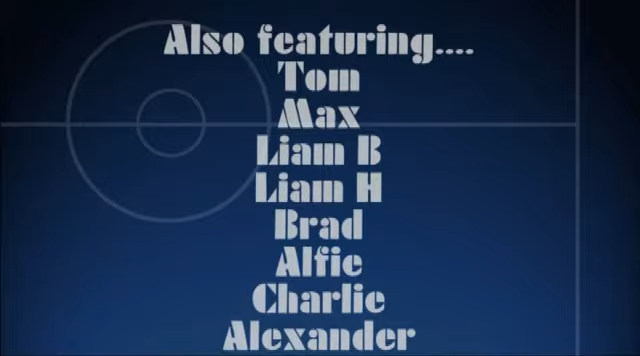 Also featuring....
Tom
Max
Liam B
Liam H
Brad
Alfie
Charlie
Alexander